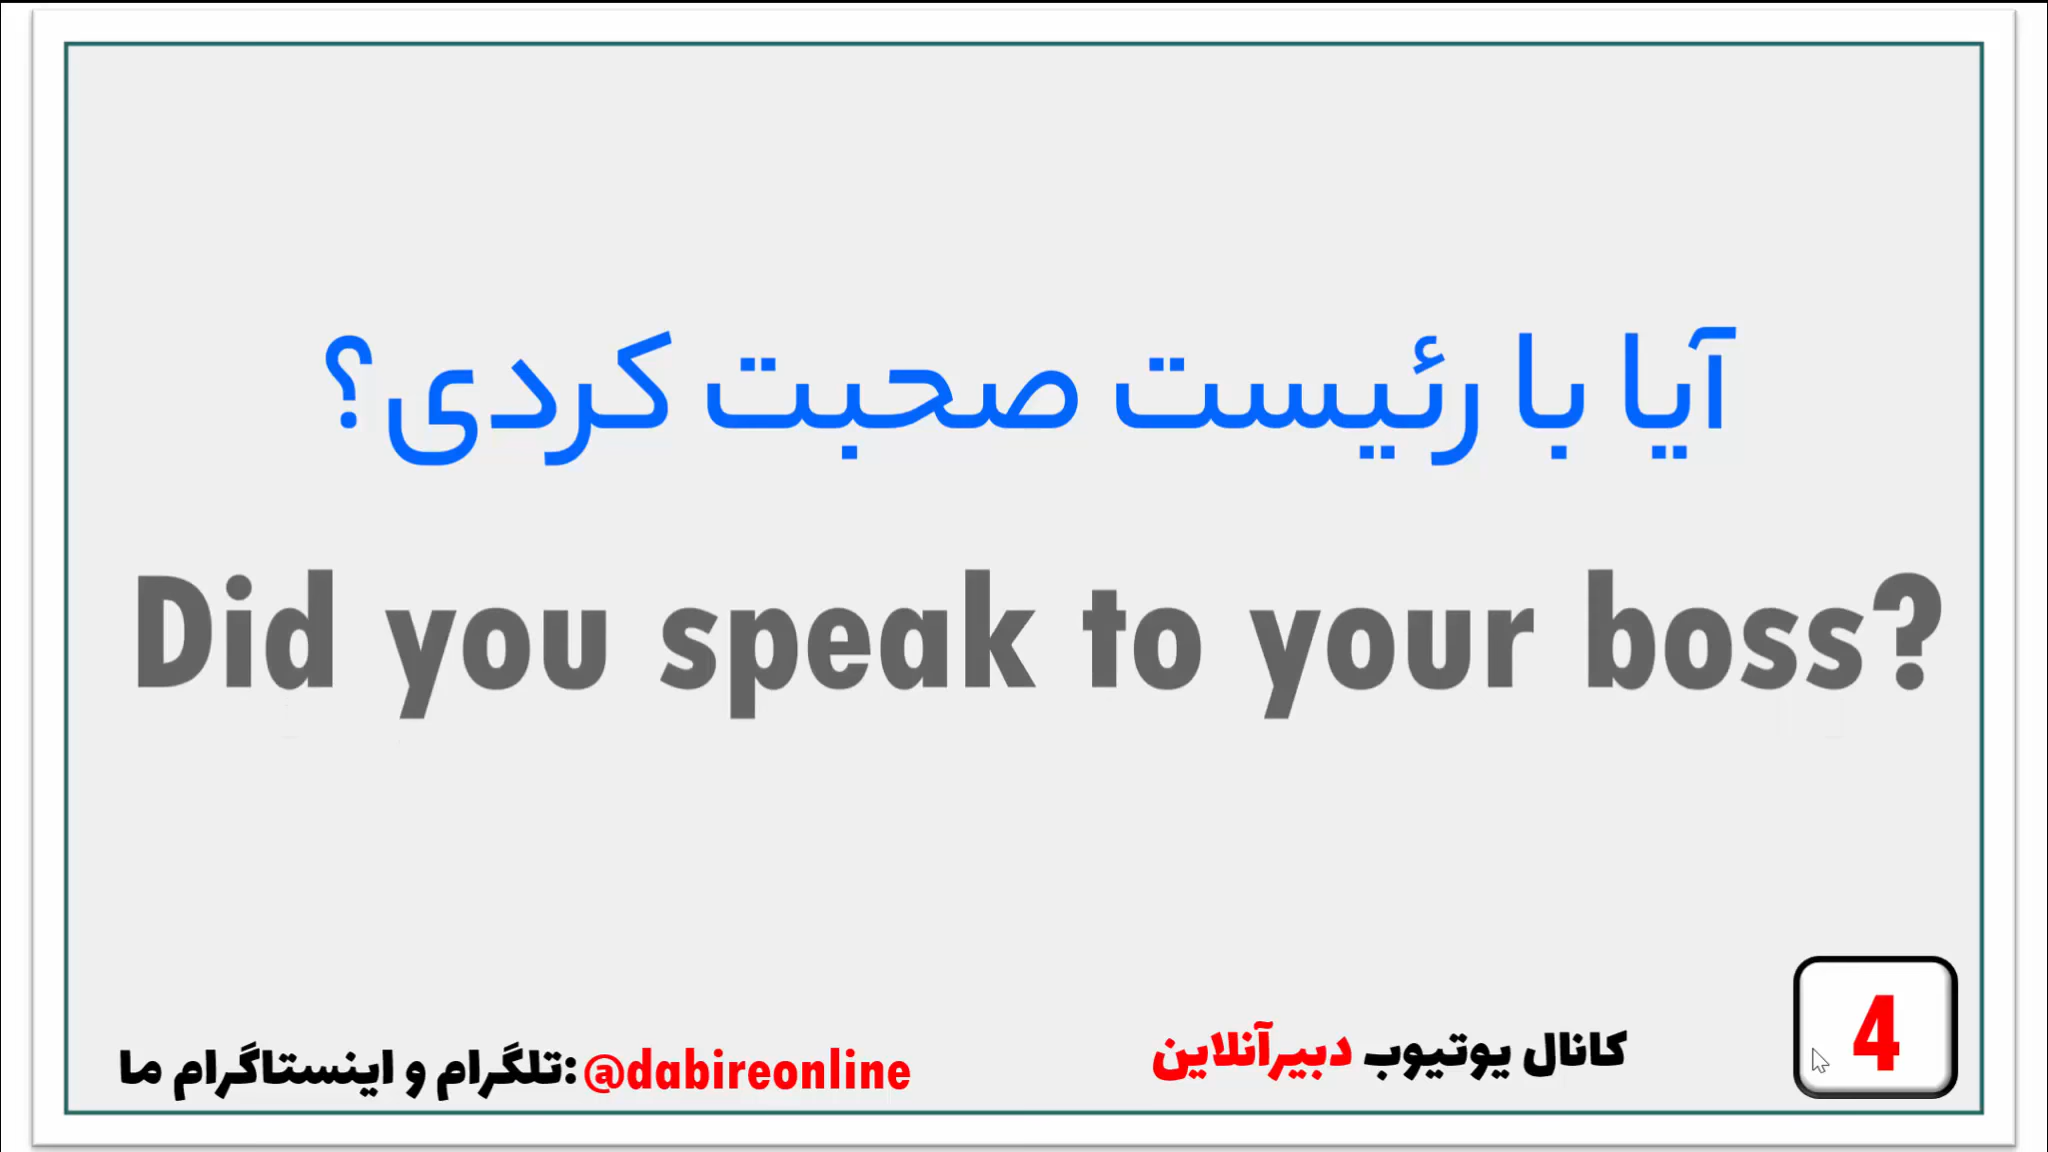 آیا با رئیست صحبت کردی؟
Did you speak to your boss?
4
کانال یوتیوب دبیرآنلاین
تلگرام و اینستاگرام ما: @dabireonline